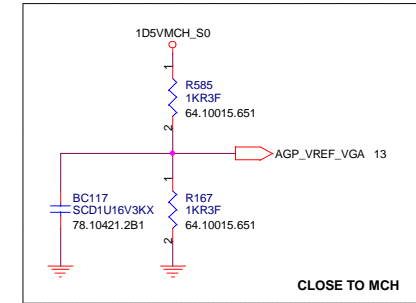 1D5VMCH_S0
1
R585
1KR3F
64.10015.651
2
AGP_VREF_VGA 13
1
BC117
SCD1U16V3KX
78.10421.2B1
R167
1KR3F
64.10015.651
2
CLOSE TO MCH